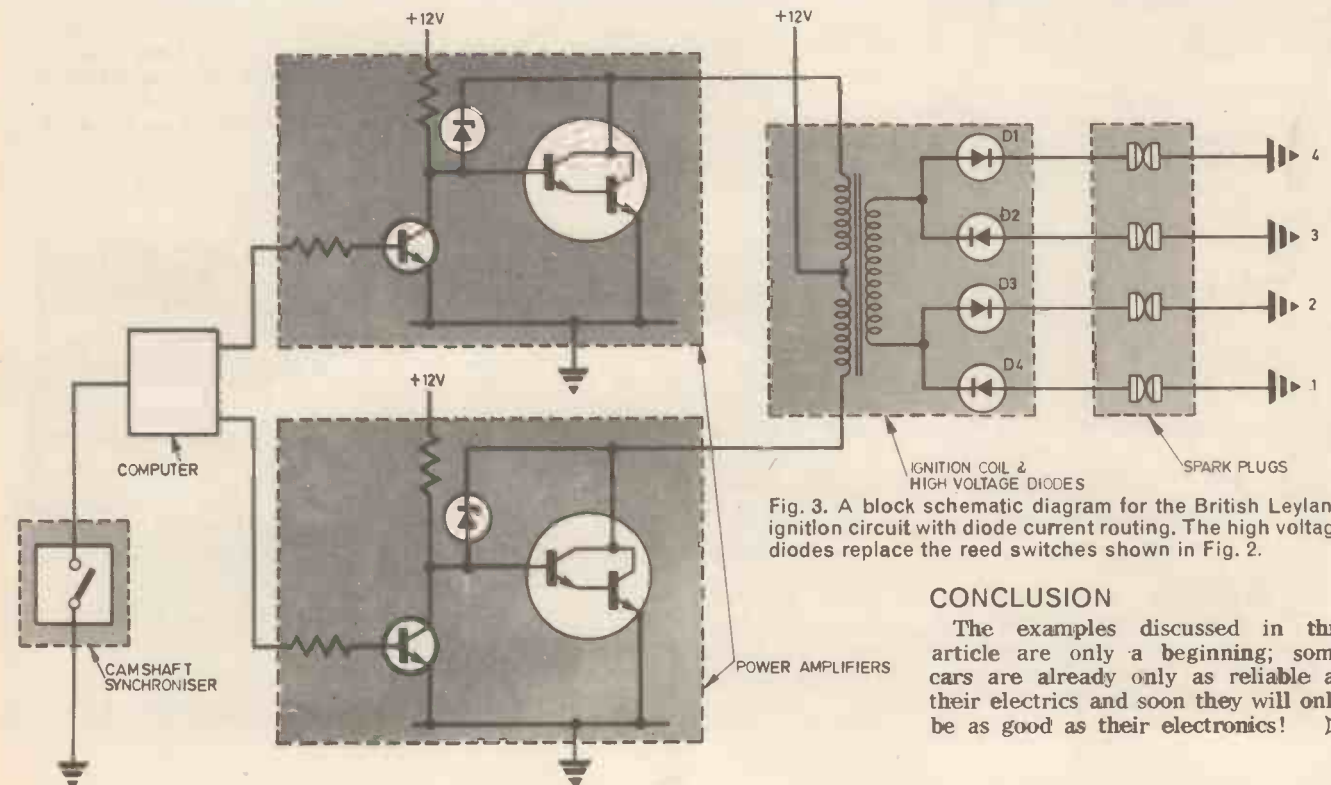 +12V
+12V
D1
4
D2
3
D3
2
D4
1
COMPUTER
+12V
IGNITION COIL &
HIGH VOLTAGE DIODES
SPARK PLUGS
CAMSHAFT
SYNCHRONISER
POWER AMPLIFIERS
Fig. 3. A block schematic diagram for the British Leylan
ignition circuit with diode current routing. The high voltag
diodes replace the reed switches shown in Fig. 2.
CONCLUSION
The examples discussed in
article are only a beginning; som
cars are already only as reliable a
their electrics and soon they will onl
be as good as their electronics!